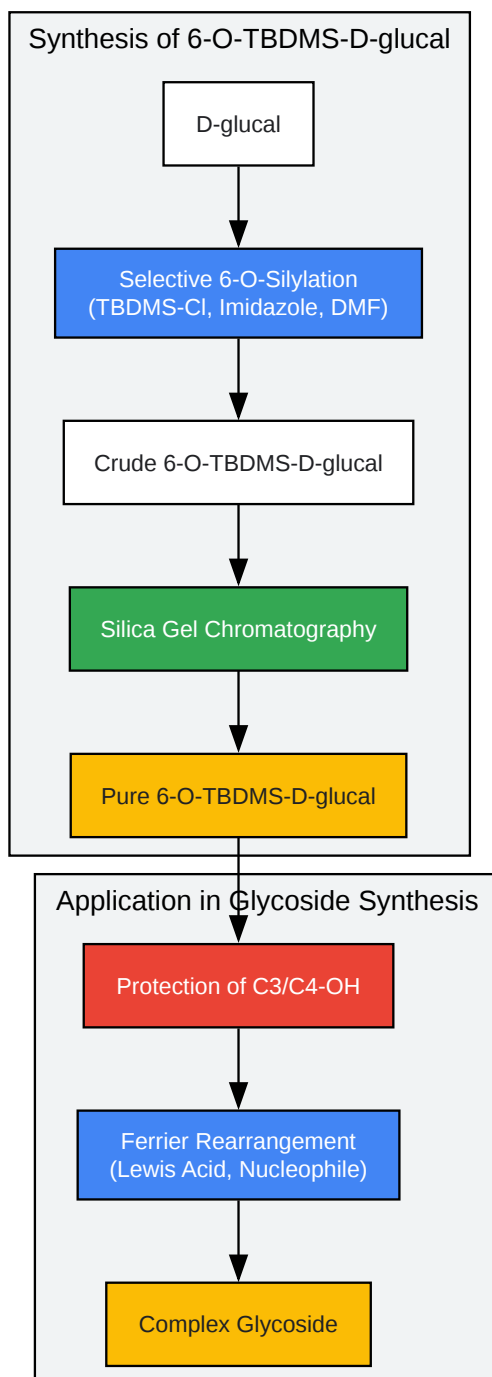 Synthesis of 6-O-TBDMS-D-glucal
D-glucal
Selective 6-O-Silylation
(TBDMS-Cl, Imidazole, DMF)
Crude 6-O-TBDMS-D-glucal
Silica Gel Chromatography
Pure 6-O-TBDMS-D-glucal
Application in Glycoside Synthesis
Protection of C3/C4-OH
Ferrier Rearrangement
(Lewis Acid, Nucleophile)
Complex Glycoside